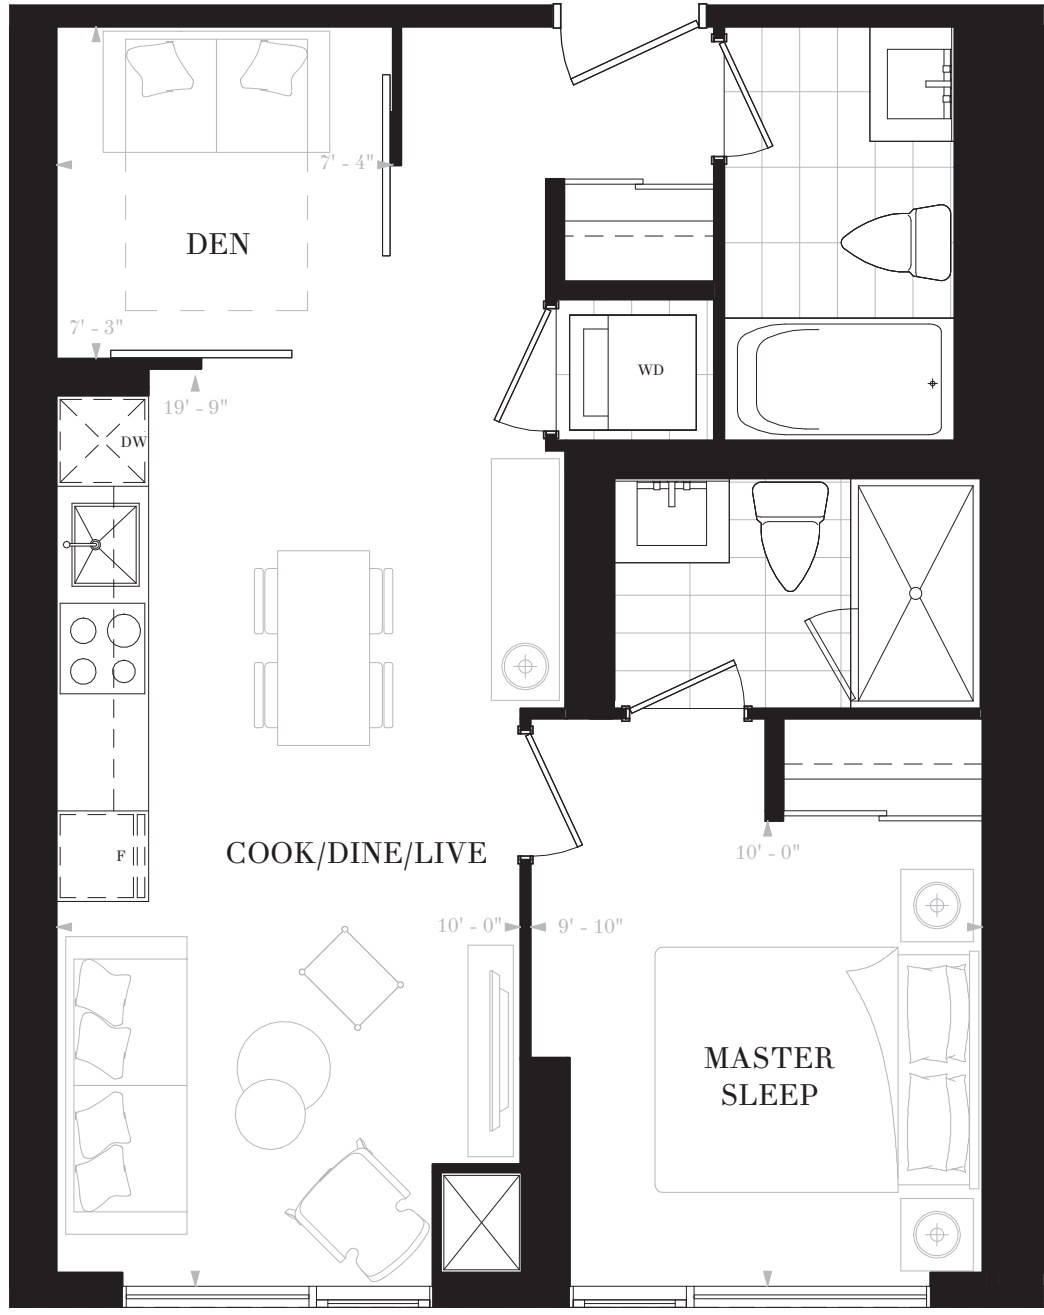 7' - 4"
DEN
7' - 3"
WD
19' - 9"
DW
COOK/DINE/LIVE
F
10' - 0"
10' - 0"
9' - 10"
MASTER
SLEEP